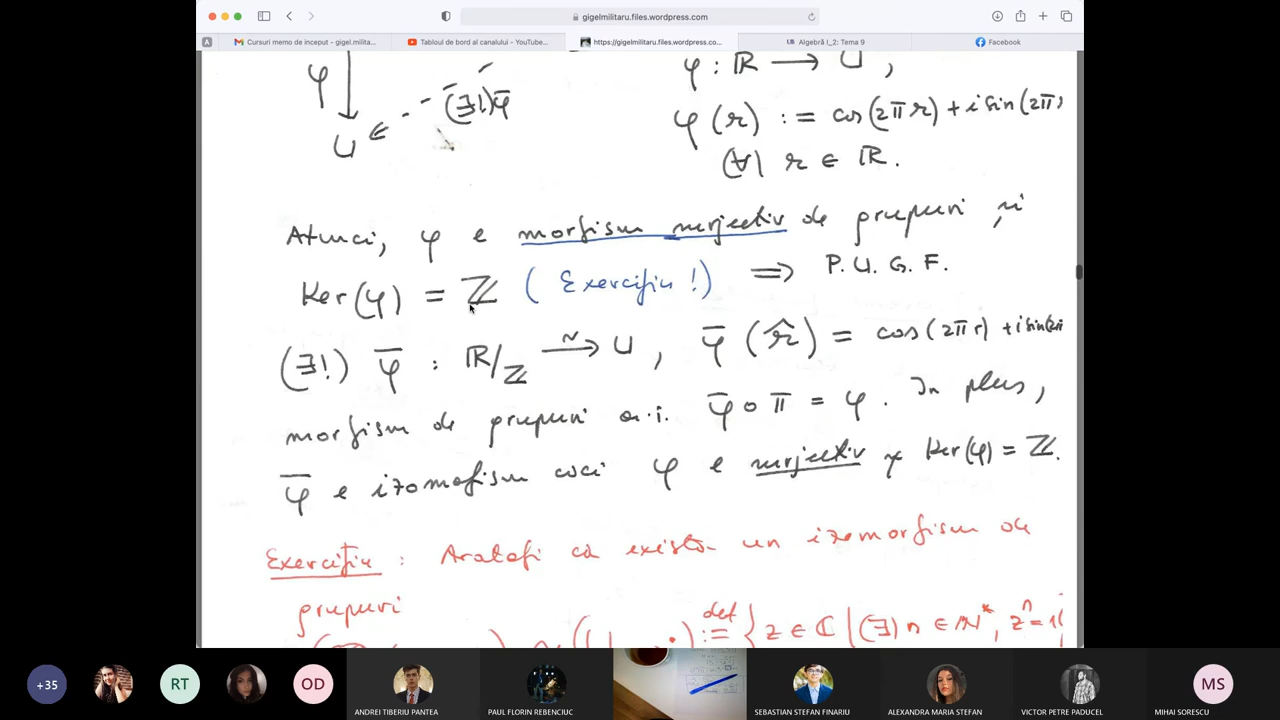 gigelmilitaru.files.wordpress.com
Cursuri memo de inceput - gigel.milita...
Tabloul de bord al canalului - YouTube...
https://gigelmilitaru.files.wordpress.co...
Algebră I_2: Tema 9
Facebook
φ
(∃!) φ̄
U
φ : ℝ → U ,
φ(r) := cos(2πr) + i sin(2π
(∀) r ∈ ℝ.
Atunci, φ e morfism surjectiv de grupuri și
Ker(φ) = ℤ (Exercițiu!) ⟹ P. U. G. F.
(∃!) φ̄ : ℝ/ℤ ⥲ U , φ̄(r̂) = cos(2πr) + i sin(2π
morfism de grupuri a.î. φ̄ ∘ π = φ. În plus,
φ̄ e izomofism căci φ e surjectiv și Ker(φ) = ℤ.
Exercițiu : Arătați că există un izomorfism de
grupuri
def
:= { z ∈ ℂ | (∃) n ∈ ℕ*, zⁿ = 1
+35
RT
OD
ANDREI TIBERIU PANTEA
PAUL FLORIN REBENCIUC
SEBASTIAN STEFAN FINARIU
ALEXANDRA MARIA STEFAN
VICTOR PETRE PADUCEL
MS
MIHAI SORESCU